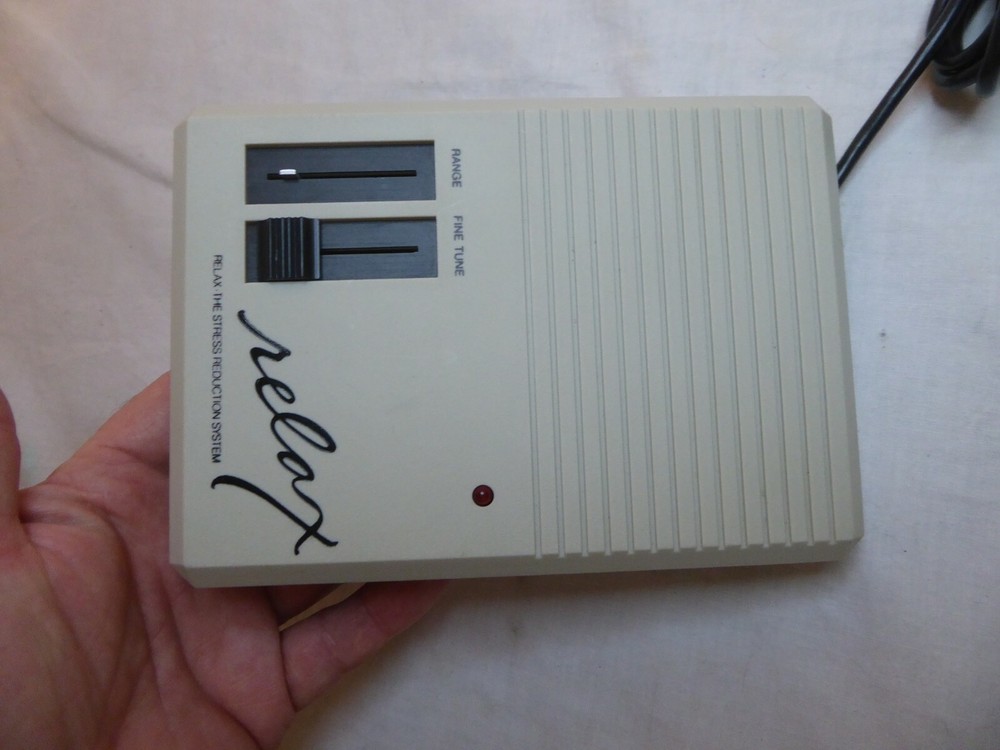 RANGE
FINE TUNE
relax
RELAX-THE STRESS REDUCTION SYSTEM